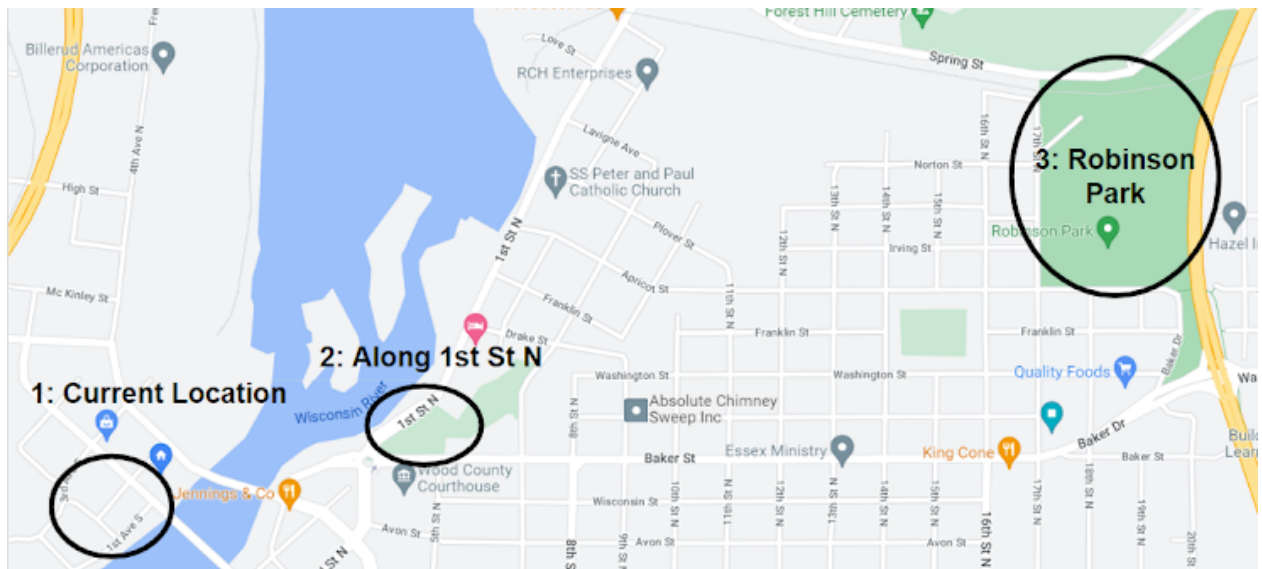 Forest Hill Cemetery
Billerud Americas
Corporation
Love St
RCH Enterprises
Spring St
4th Ave N
Lavigne Ave
16th St N
17th St N
Norton St
3: Robinson
Park
High St
SS Peter and Paul
Catholic Church
13th St N
14th St N
15th St N
1st St N
Plover St
12th St N
Robinson Park
Irving St
Apricot St
Mc Kinley St
11th St N
Franklin St
Drake St
Franklin St
Franklin St
Baker Dr
2: Along 1st St N
Washington St
Washington St
Quality Foods
1: Current Location
Wisconsin River
1st St N
8th St N
Absolute Chimney
Sweep Inc
Baker Dr
Essex Ministry
King Cone
Baker St
Baker St
Wood County
Courthouse
Jennings & Co
1st Ave S
Wisconsin St
5th St N
10th St N
11th St N
12th St N
13th St N
14th St N
15th St N
16th St N
17th St N
18th St N
19th St N
20th St
Avon St
Avon St
Avon St
8th St
9th St N